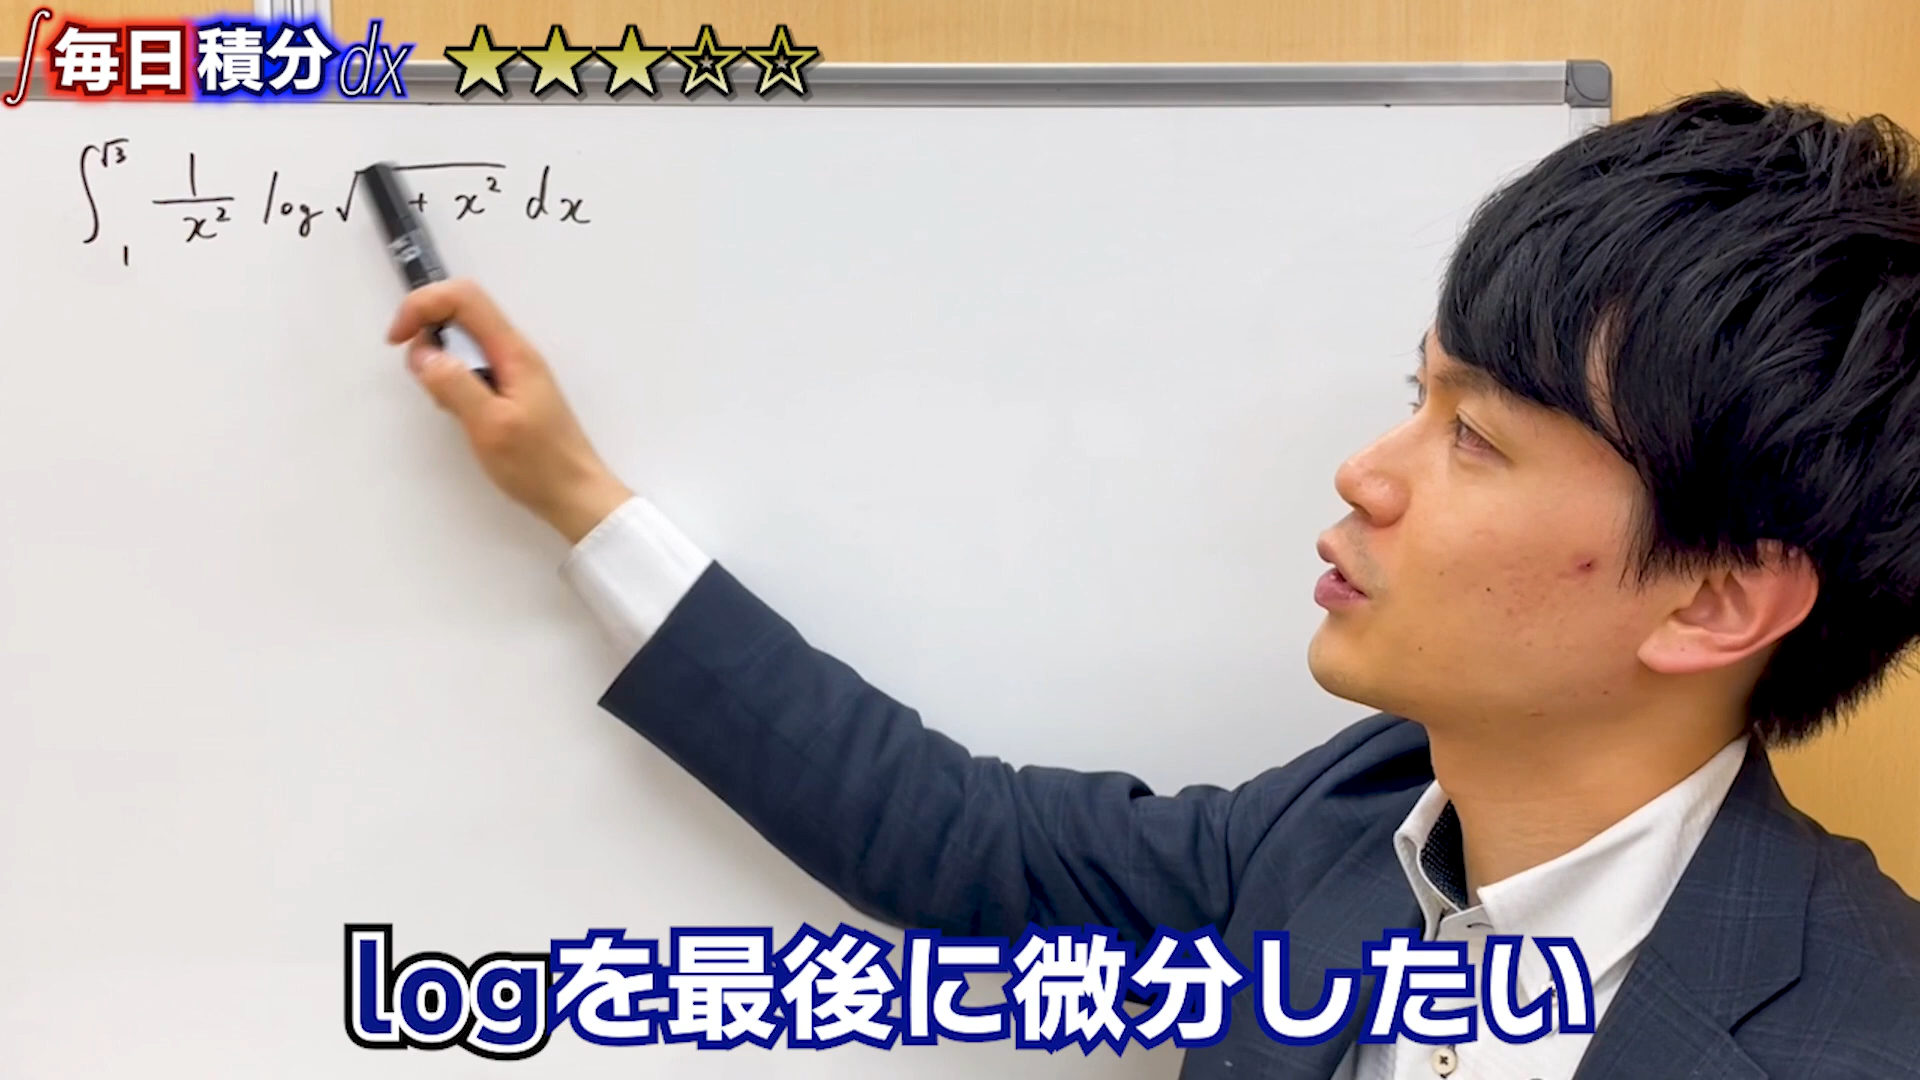 ∫毎日積分dx ★★★☆☆
∫₁^√3 1/x² log√ + x² dx
logを最後に微分したい